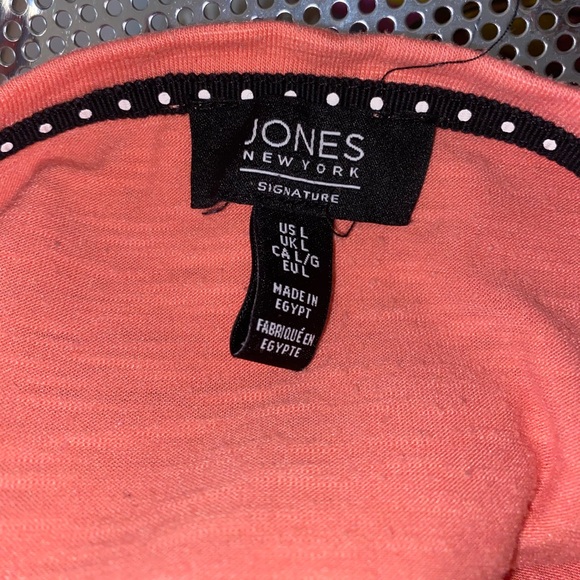 JONES
NEW YORK
SIGNATURE
US L
UK L
CA L/G
EU L
MADE IN
EGYPT
FABRIQUÉ EN
EGYPTE